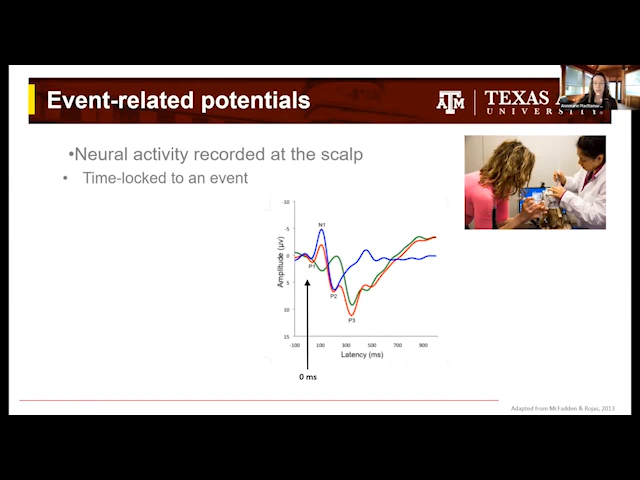 Event-related potentials
ATM
TEXAS A
UNIVERSITY
•Neural activity recorded at the scalp
• Time-locked to an event
Amplitude (μv)
-10
-5
0
5
10
15
N1
P1
P2
P3
-100 100 300 500 700 900
Latency (ms)
0 ms
Adapted from McFadden & Rojas, 2013